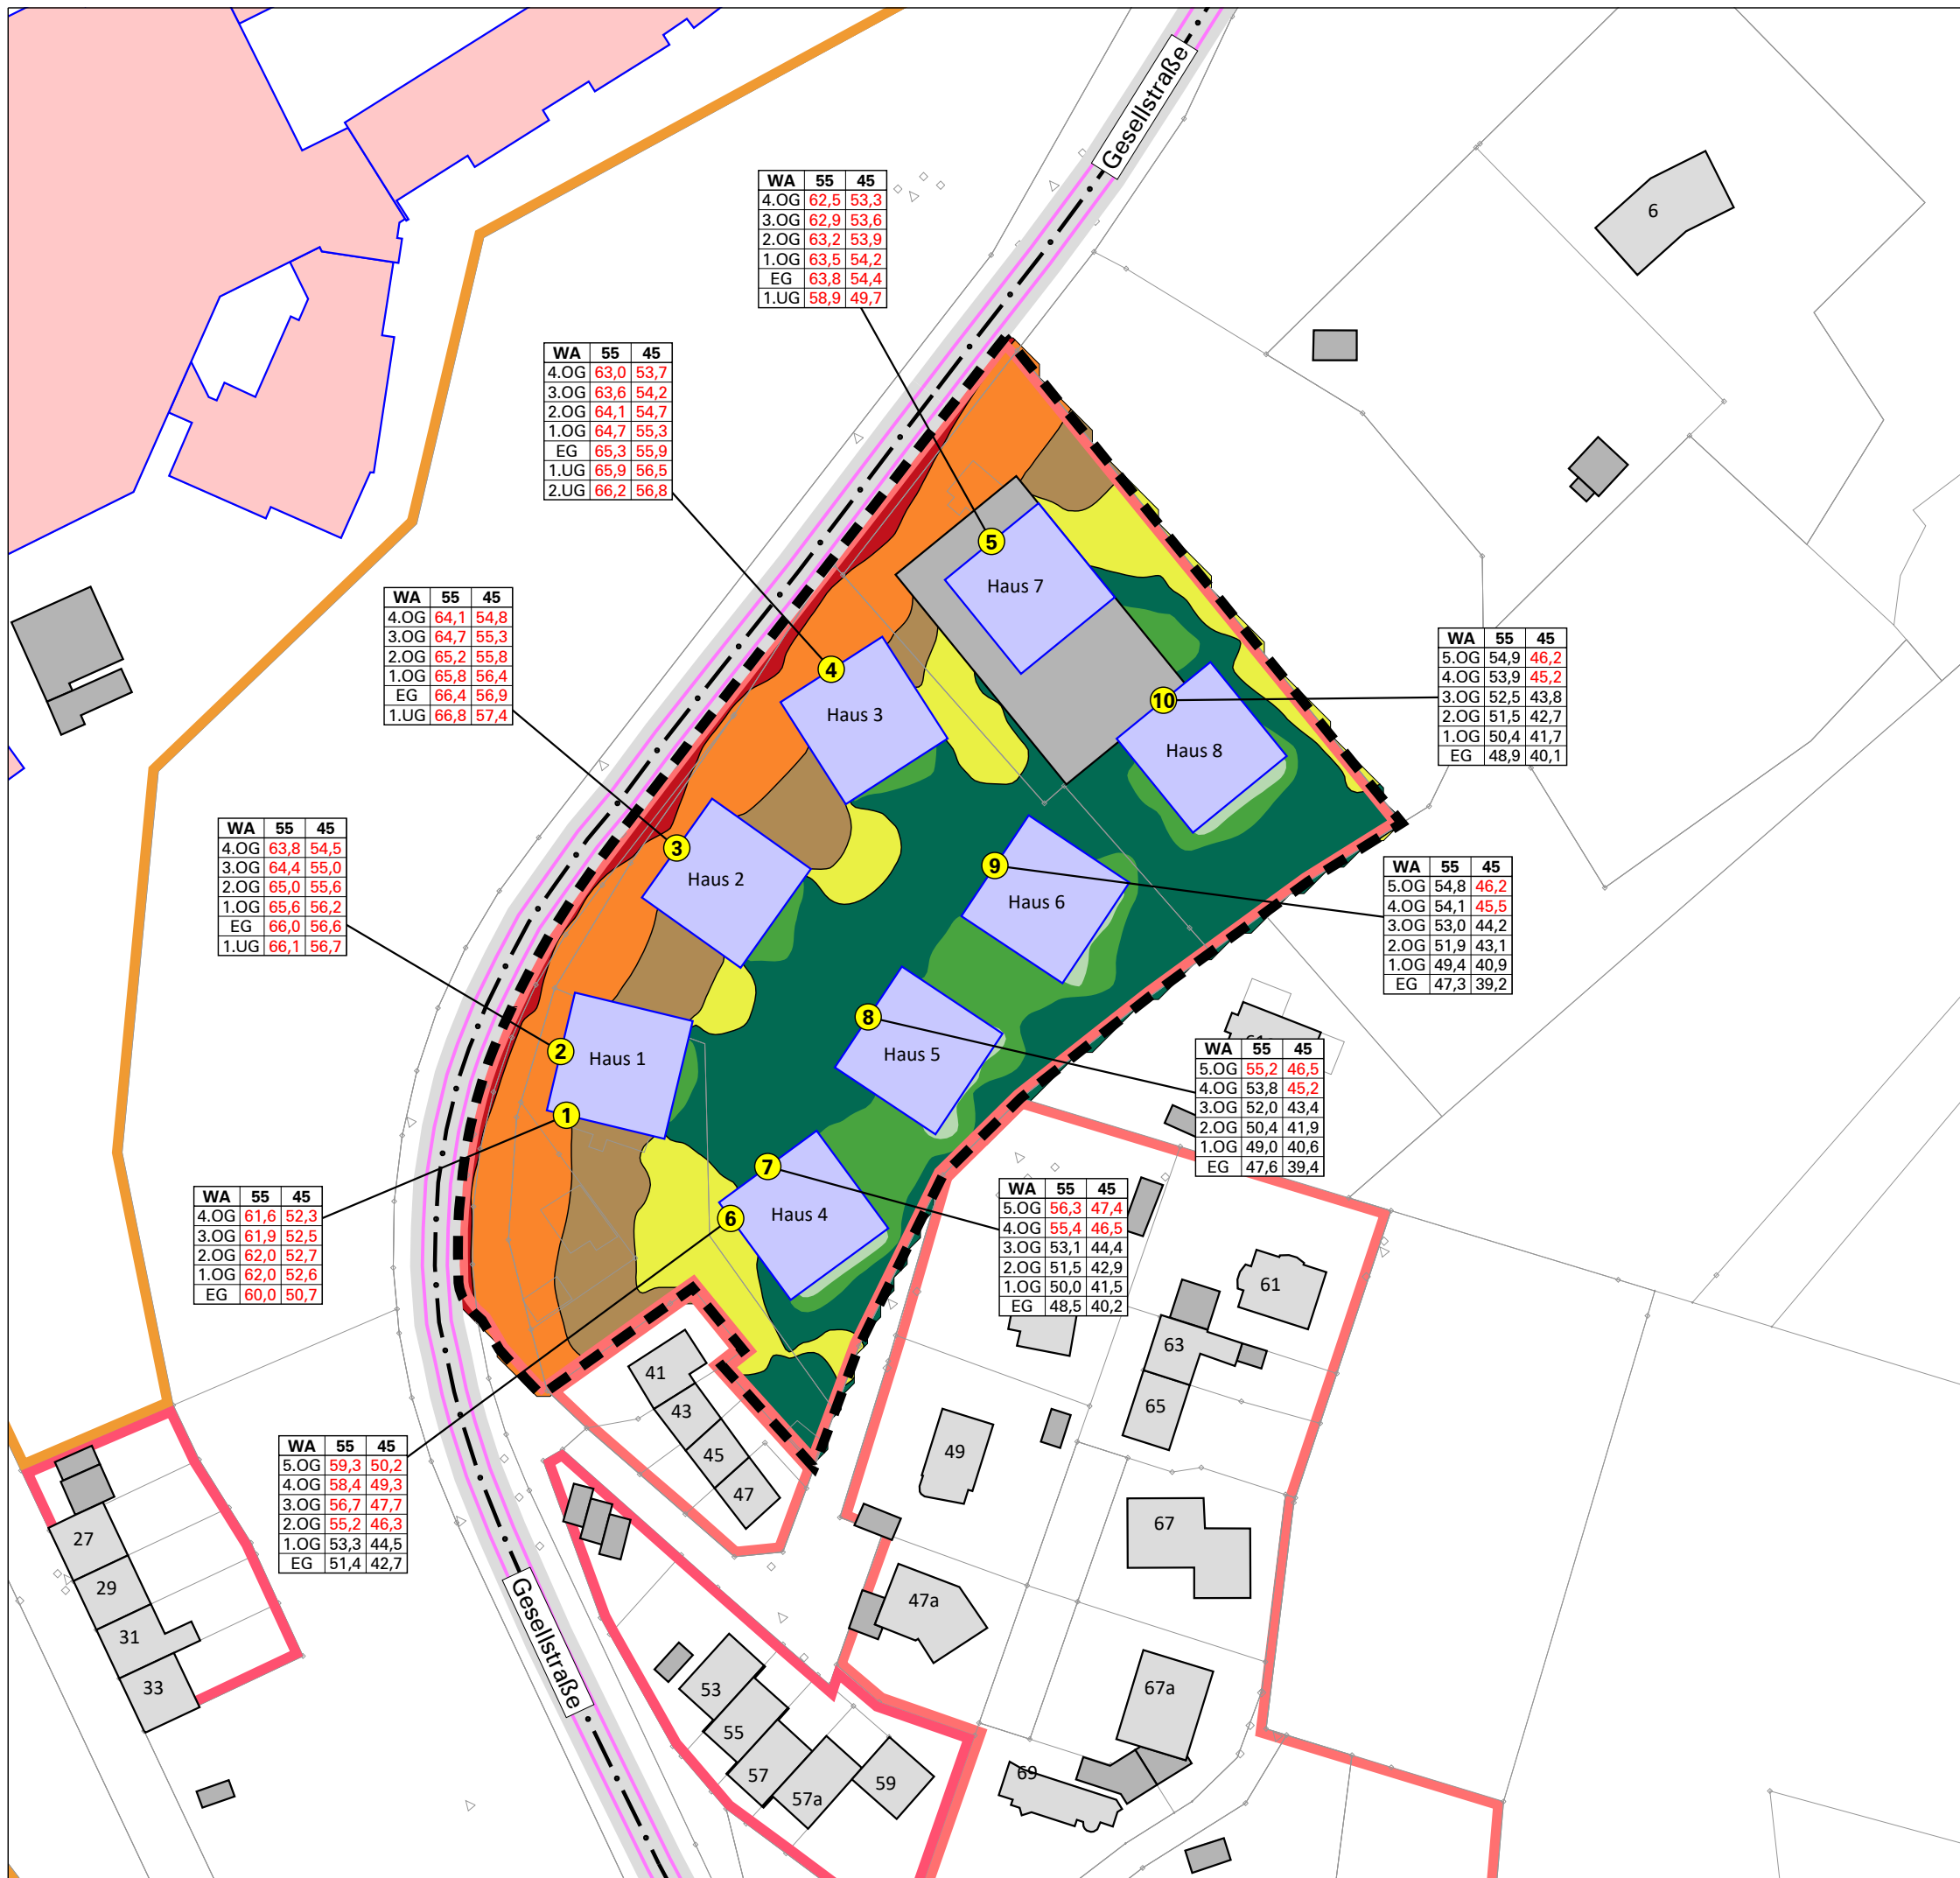 Gesellstraße
WA 55 45
4.OG 62,5 53,3
3.OG 62,9 53,6
2.OG 63,2 53,9
1.OG 63,5 54,2
EG 63,8 54,4
1.UG 58,9 49,7
6
WA 55 45
4.OG 63,0 53,7
3.OG 63,6 54,2
2.OG 64,1 54,7
1.OG 64,7 55,3
EG 65,3 55,9
1.UG 65,9 56,5
2.UG 66,2 56,8
5
Haus 7
WA 55 45
4.OG 64,1 54,8
3.OG 64,7 55,3
2.OG 65,2 55,8
1.OG 65,8 56,4
EG 66,4 56,9
1.UG 66,8 57,4
4
Haus 3
WA 55 45
5.OG 54,9 46,2
4.OG 53,9 45,2
3.OG 52,5 43,8
2.OG 51,5 42,7
1.OG 50,4 41,7
EG 48,9 40,1
10
Haus 8
WA 55 45
4.OG 63,8 54,5
3.OG 64,4 55,0
2.OG 65,0 55,6
1.OG 65,6 56,2
EG 66,0 56,6
1.UG 66,1 56,7
3
Haus 2
9
Haus 6
WA 55 45
5.OG 54,8 46,2
4.OG 54,1 45,5
3.OG 53,0 44,2
2.OG 51,9 43,1
1.OG 49,4 40,9
EG 47,3 39,2
2
Haus 1
8
Haus 5
WA 55 45
5.OG 55,2 46,5
4.OG 53,8 45,2
3.OG 52,0 43,4
2.OG 50,4 41,9
1.OG 49,0 40,6
EG 47,6 39,4
1
WA 55 45
4.OG 61,6 52,3
3.OG 61,9 52,5
2.OG 62,0 52,7
1.OG 62,0 52,6
EG 60,0 50,7
7
6
Haus 4
WA 55 45
5.OG 56,3 47,4
4.OG 55,4 46,5
3.OG 53,1 44,4
2.OG 51,5 42,9
1.OG 50,0 41,5
EG 48,5 40,2
61
63
65
41
43
45
47
49
WA 55 45
5.OG 59,3 50,2
4.OG 58,4 49,3
3.OG 56,7 47,7
2.OG 55,2 46,3
1.OG 53,3 44,5
EG 51,4 42,7
27
29
31
33
67
47a
Gesellstraße
53
55
57
57a
59
67a
69